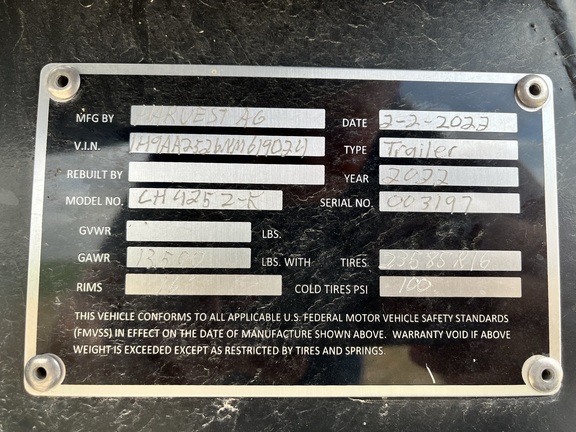 MFG BY HARVEST AG DATE 2-2-2022
V.I.N. TYPE Trailer
REBUILT BY YEAR 2022
MODEL NO. SERIAL NO. 003197
GVWR LBS.
GAWR LBS. WITH TIRES.
RIMS COLD TIRES PSI 100
THIS VEHICLE CONFORMS TO ALL APPLICABLE U.S. FEDERAL MOTOR VEHICLE SAFETY STANDARDS
(FMVSS) IN EFFECT ON THE DATE OF MANUFACTURE SHOWN ABOVE. WARRANTY VOID IF ABOVE
WEIGHT IS EXCEEDED EXCEPT AS RESTRICTED BY TIRES AND SPRINGS.